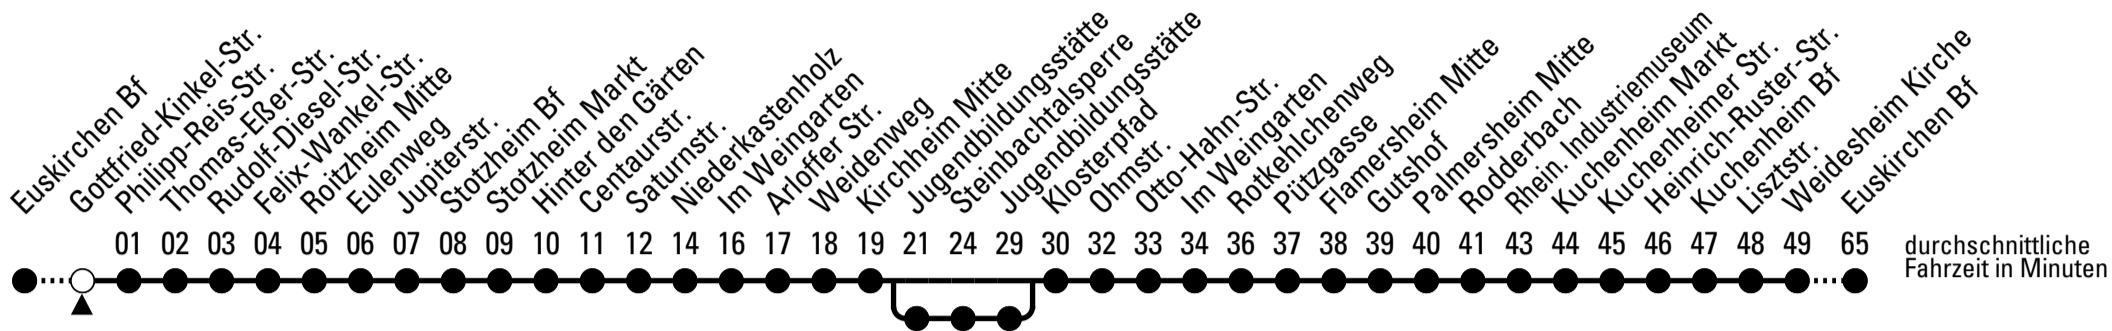 Euskirchen Bf
Gottfried-Kinkel-Str.
Philipp-Reis-Str.
Thomas-Eßer-Str.
Rudolf-Diesel-Str.
Felix-Wankel-Str.
Roitzheim Mitte
Eulenweg
Jupiterstr.
Stotzheim Bf
Stotzheim Markt
Hinter den Gärten
Centaurstr.
Saturnstr.
Niederkastenholz
Im Weingarten
Arloffer Str.
Weidenweg
Kirchheim Mitte
Jugendbildungsstätte
Steinbachtalsperre
Jugendbildungsstätte
Klosterpfad
Ohmstr.
Otto-Hahn-Str.
Im Weingarten
Rotkehlchenweg
Pützgasse
Flamersheim Mitte
Gutshof
Palmersheim Mitte
Rodderbach
Rhein. Industriemuseum
Kuchenheim Markt
Kuchenheimer Str.
Heinrich-Ruster-Str.
Kuchenheim Bf
Lisztstr.
Weidesheim Kirche
Euskirchen Bf
01 02 03 04 05 06 07 08 09 10 11 12 14 16 17 18 19 21 24 29 30 32 33 34 36 37 38 39 40 41 43 44 45 46 47 48 49 65
durchschnittliche
Fahrzeit in Minuten